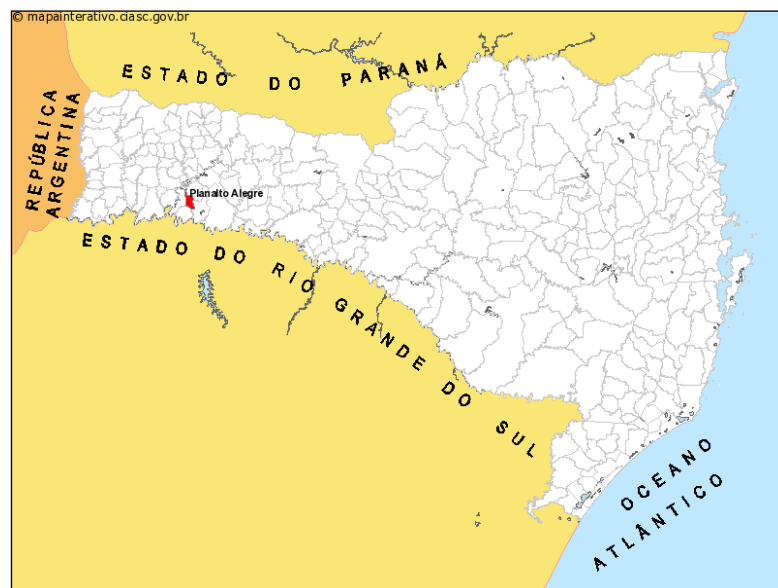 © mapainterativo.ciasc.gov.br
ESTADO DO PARANÁ
REPÚBLICA
ARGENTINA
Planalto Alegre
ESTADO DO RIO GRANDE DO SUL
OCEANO
ATLÂNTICO